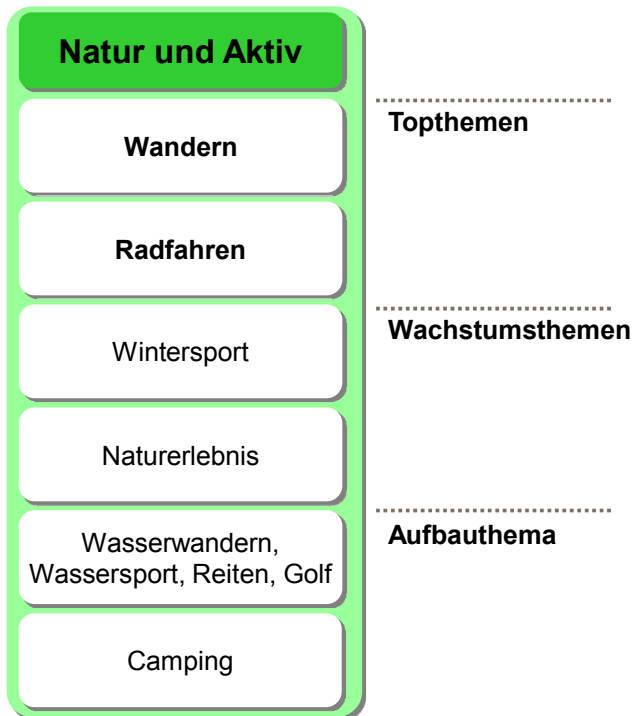 Natur und Aktiv
Topthemen
Wandern
Radfahren
Wachstumsthemen
Wintersport
Naturerlebnis
Aufbauthema
Wasserwandern,
Wassersport, Reiten, Golf
Camping